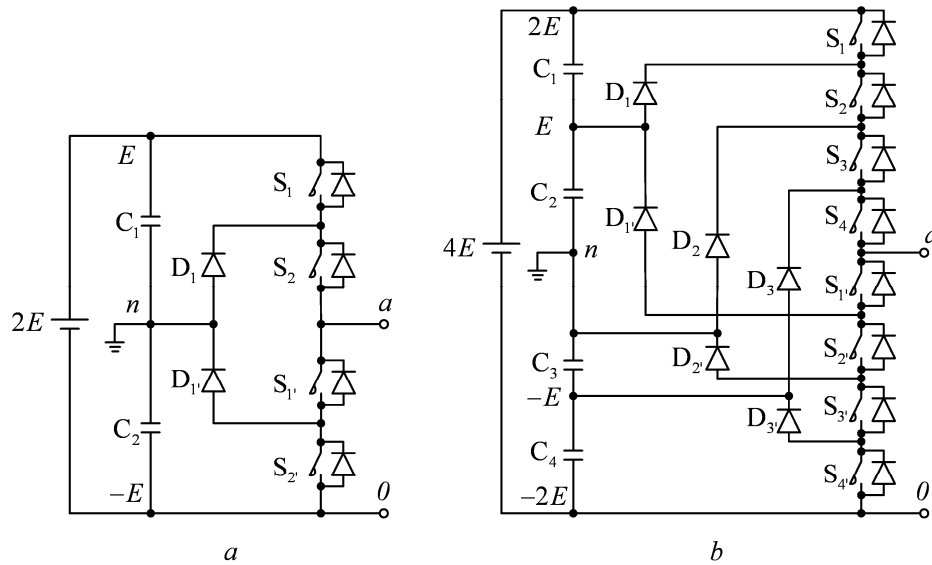 E
S₁
C₁
D₁
S₂
n
a
2E
D₁'
S₁'
C₂
S₂'
–E
0
a
2E
S₁
C₁
D₁
S₂
E
S₃
C₂
D₁'
S₄
D₂
4E
n
a
D₃
S₁'
D₂'
S₂'
C₃
–E
D₃'
S₃'
C₄
S₄'
–2E
0
b